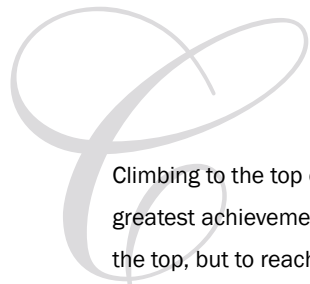 Climbing to the top
greatest achieveme
the top, but to reach